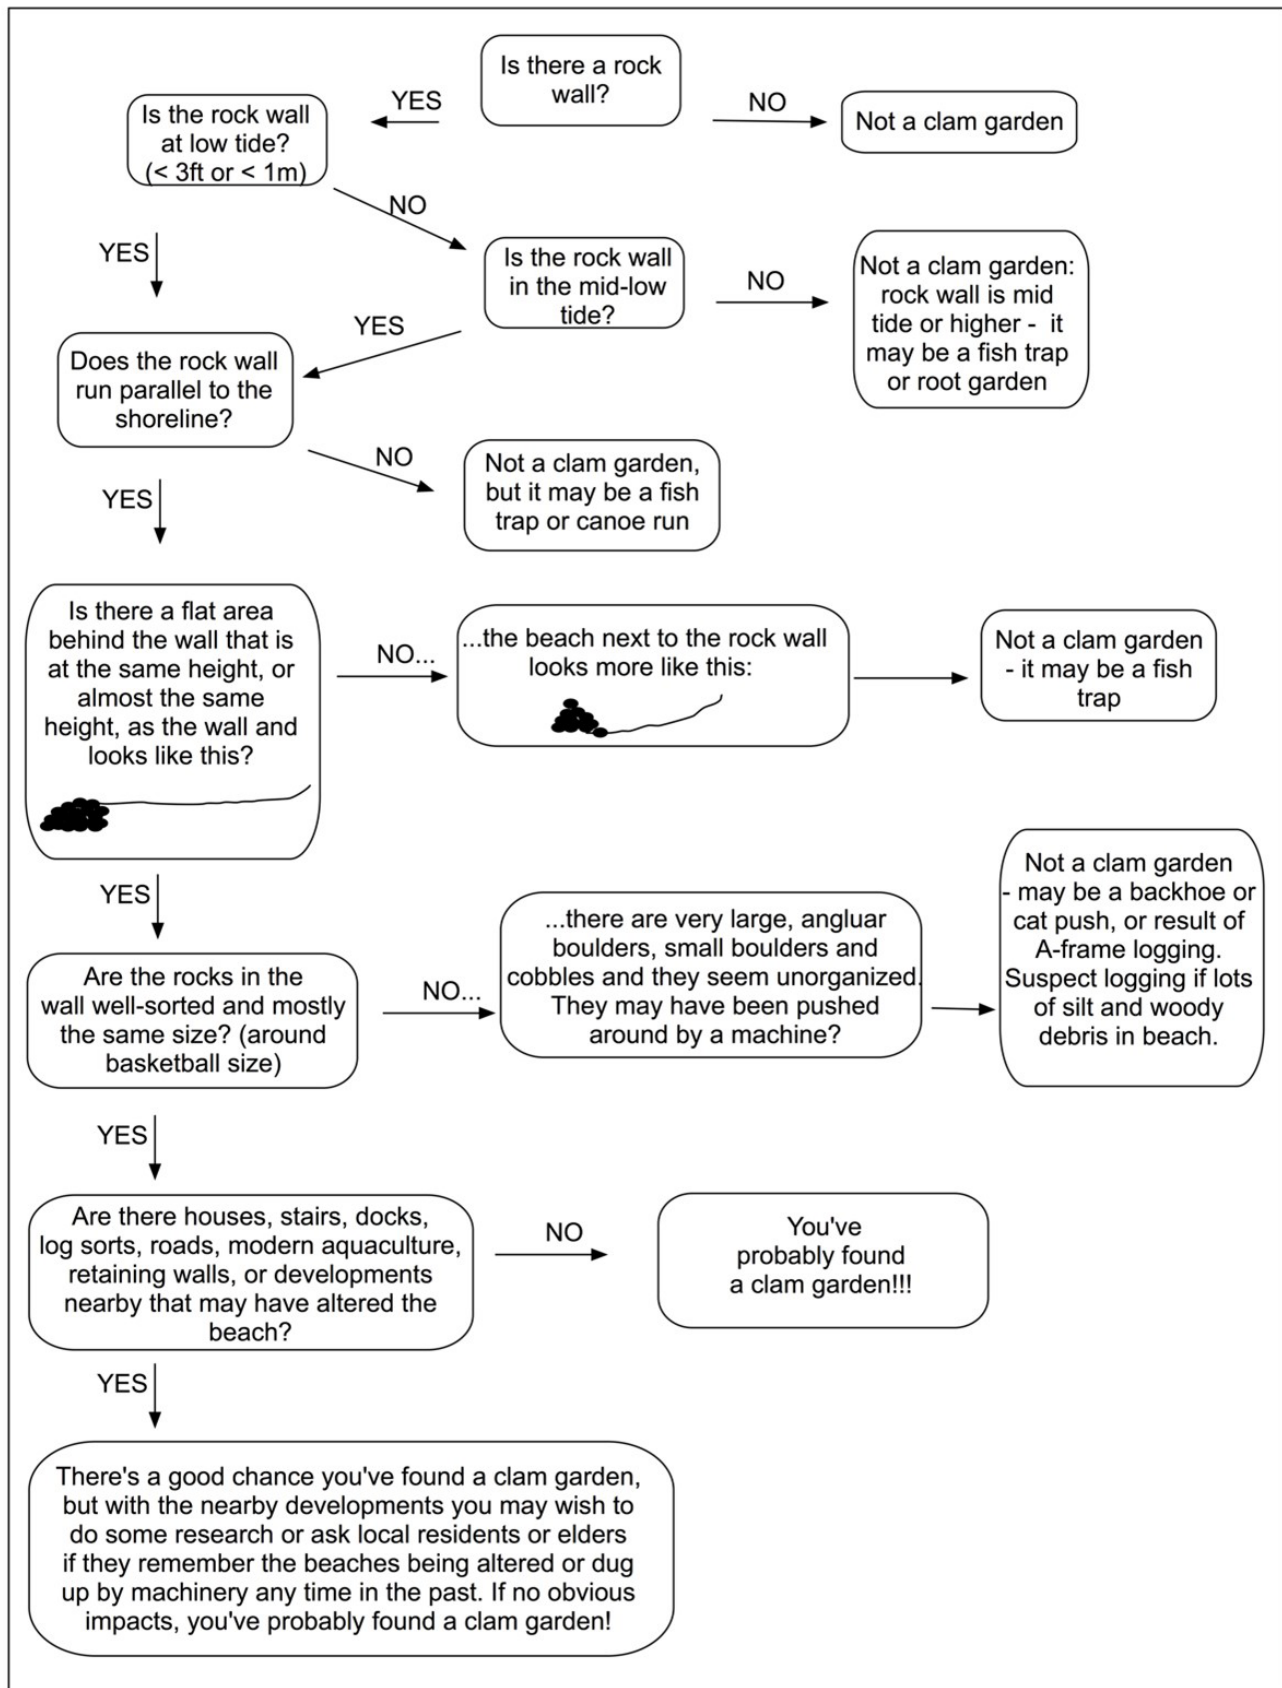 Is there a rock
wall?
YES
NO
Is the rock wall
at low tide?
(< 3ft or < 1m)
Not a clam garden
NO
YES
Is the rock wall
in the mid-low
tide?
NO
Not a clam garden:
rock wall is mid
tide or higher - it
may be a fish trap
or root garden
YES
Does the rock wall
run parallel to the
shoreline?
NO
Not a clam garden,
but it may be a fish
trap or canoe run
YES
Is there a flat area
behind the wall that is
at the same height, or
almost the same
height, as the wall and
looks like this?
NO...
...the beach next to the rock wall
looks more like this:
Not a clam garden
- it may be a fish
trap
YES
Are the rocks in the
wall well-sorted and mostly
the same size? (around
basketball size)
NO...
...there are very large, angluar
boulders, small boulders and
cobbles and they seem unorganized.
They may have been pushed
around by a machine?
Not a clam garden
- may be a backhoe or
cat push, or result of
A-frame logging.
Suspect logging if lots
of silt and woody
debris in beach.
YES
Are there houses, stairs, docks,
log sorts, roads, modern aquaculture,
retaining walls, or developments
nearby that may have altered the
beach?
NO
You've
probably found
a clam garden!!!
YES
There's a good chance you've found a clam garden,
but with the nearby developments you may wish to
do some research or ask local residents or elders
if they remember the beaches being altered or dug
up by machinery any time in the past. If no obvious
impacts, you've probably found a clam garden!